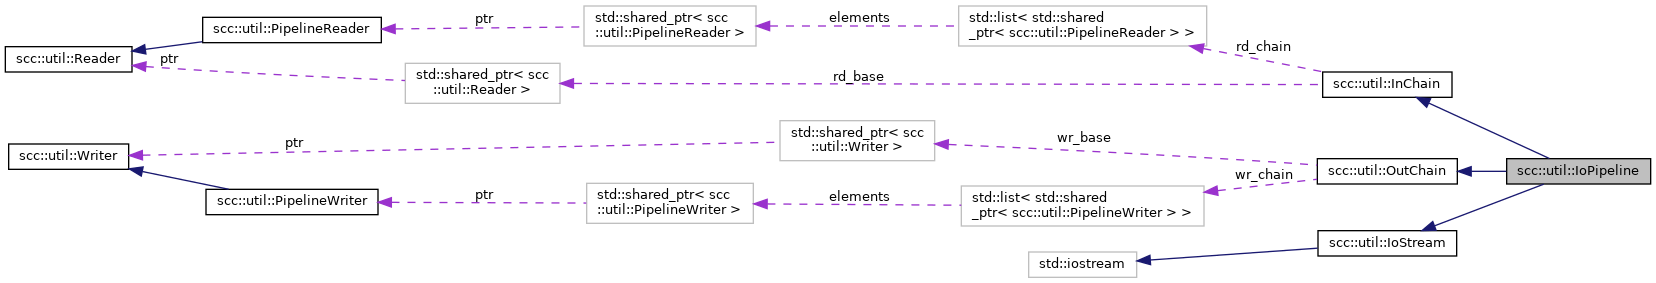 scc::util::PipelineReader
ptr
std::shared_ptr< scc
::util::PipelineReader >
elements
std::list< std::shared
_ptr< scc::util::PipelineReader > >
rd_chain
scc::util::Reader
ptr
std::shared_ptr< scc
::util::Reader >
rd_base
scc::util::InChain
scc::util::Writer
ptr
std::shared_ptr< scc
::util::Writer >
wr_base
scc::util::OutChain
scc::util::IoPipeline
wr_chain
scc::util::PipelineWriter
ptr
std::shared_ptr< scc
::util::PipelineWriter >
elements
std::list< std::shared
_ptr< scc::util::PipelineWriter > >
scc::util::IoStream
std::iostream